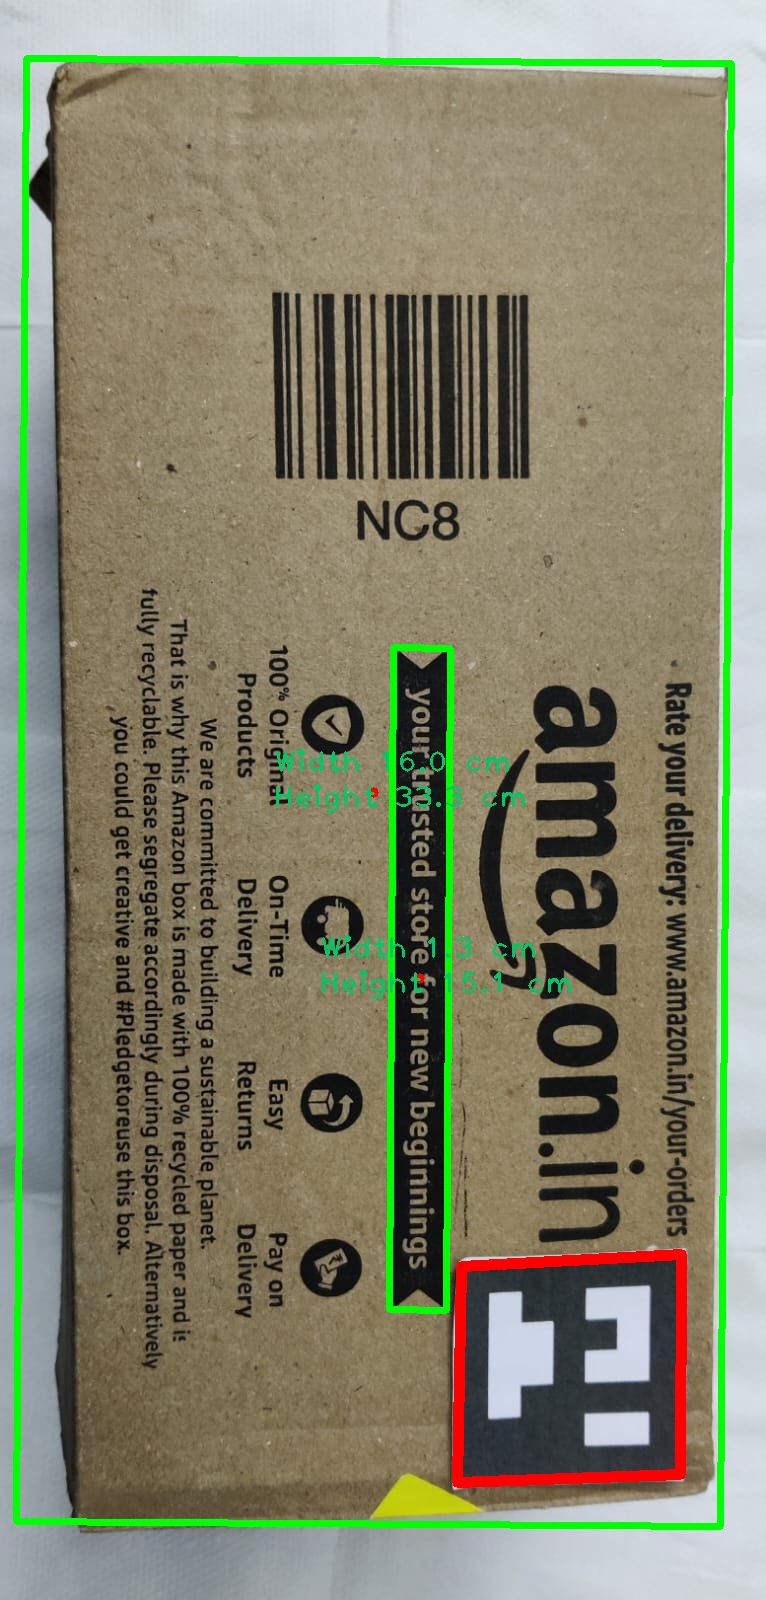 NC8
Rate your delivery: www.amazon.in/your-orders
amazon.in
your trusted store for new beginnings
100% Original
Products
On-Time
Delivery
Easy
Returns
Pay on
Delivery
We are committed to building a sustainable planet.
That is why this Amazon box is made with 100% recycled paper and is
fully recyclable. Please segregate accordingly during disposal. Alternatively
you could get creative and #Pledgetoreuse this box.
Width 16.0 cm
Height 33.3 cm
Width 1.3 cm
Height 15.1 cm